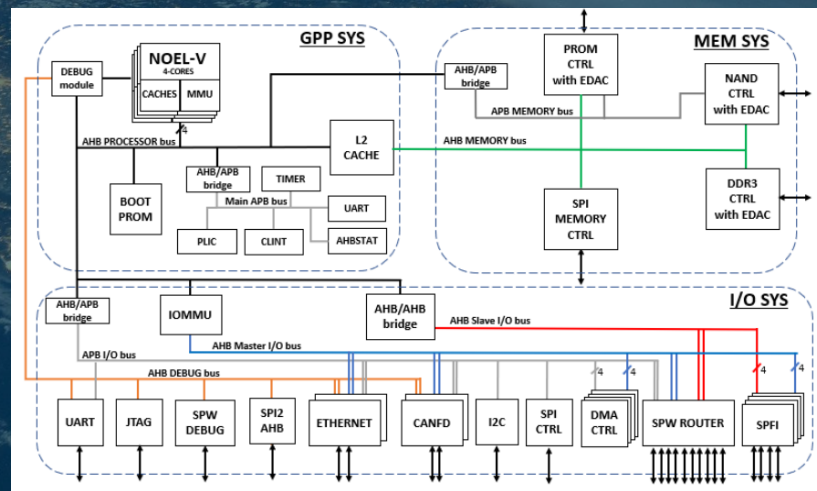 GPP SYS
MEM SYS
DEBUG
module
NOEL-V
4-CORES
CACHES
MMU
4
AHB PROCESSOR bus
L2
CACHE
BOOT
PROM
AHB/APB
bridge
TIMER
Main APB bus
UART
PLIC
CLINT
AHBSTAT
AHB/APB
bridge
PROM
CTRL
with EDAC
NAND
CTRL
with EDAC
APB MEMORY bus
AHB MEMORY bus
SPI
MEMORY
CTRL
DDR3
CTRL
with EDAC
I/O SYS
AHB/APB
bridge
IOMMU
AHB/AHB
bridge
AHB Slave I/O bus
AHB Master I/O bus
APB I/O bus
AHB DEBUG bus
4
4
4
4
UART
JTAG
SPW
DEBUG
SPI2
AHB
ETHERNET
CANFD
I2C
SPI
CTRL
DMA
CTRL
SPW ROUTER
SPFI